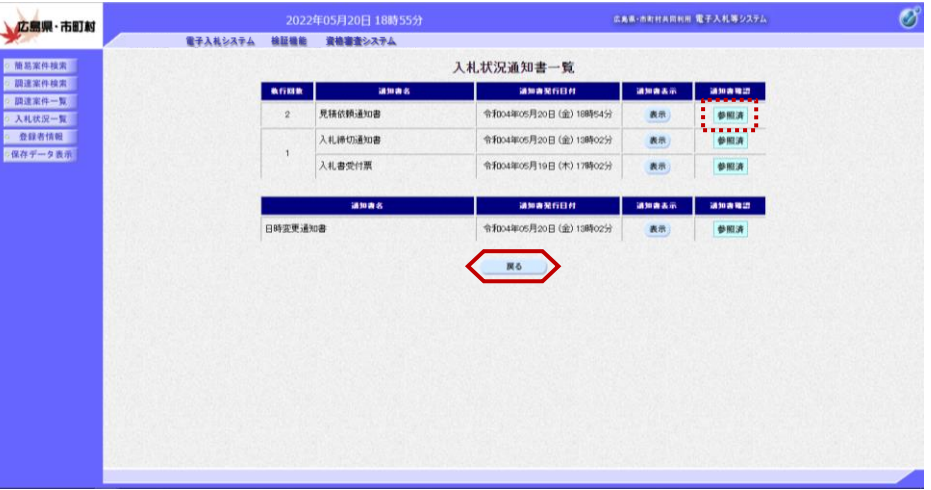 広島県・市町村
2022年05月20日 18時55分
広島県・市町村共同利用 電子入札等システム
電子入札システム 検証機能 資格審査システム
簡易案件検索
調達案件検索
調達案件一覧
入札状況一覧
登録者情報
保存データ表示
入札状況通知書一覧
執行回数 通知書名 通知書発行日付 通知書表示 通知書確認
2 見積依頼通知書 令和04年05月20日(金) 18時54分 表示 参照済
1 入札締切通知書 令和04年05月20日(金) 13時02分 表示 参照済
入札書受付票 令和04年05月19日(木) 17時02分 表示 参照済
通知書名 通知書発行日付 通知書表示 通知書確認
日時変更通知書 令和04年05月20日(金) 13時02分 表示 参照済
戻る